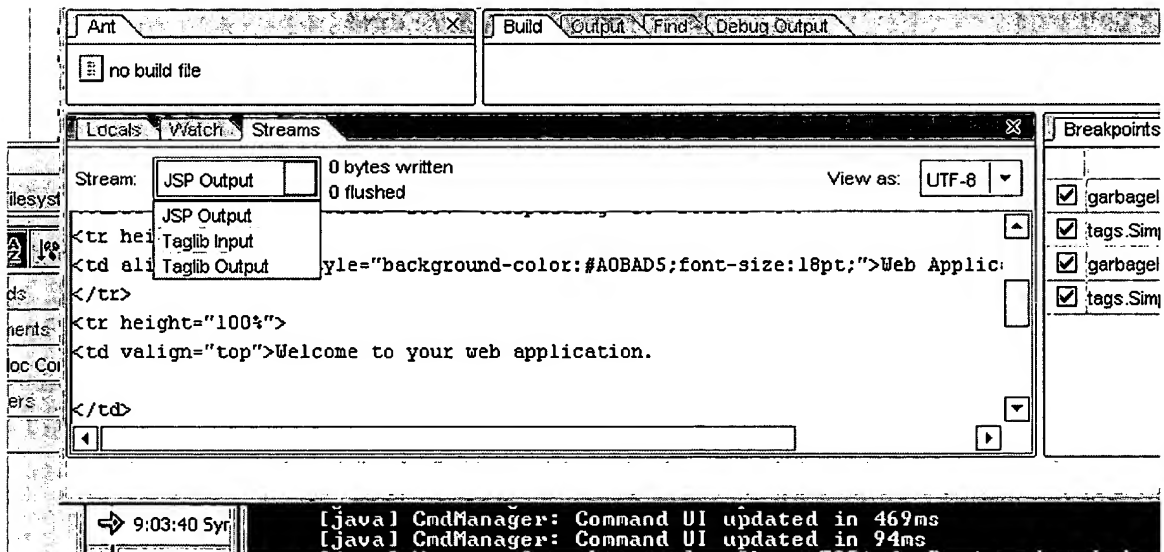 Ant
Build Output Find Debug Output
no build file
Locals Watch Streams
Breakpoints
Stream: JSP Output
0 bytes written
0 flushed
View as: UTF-8
JSP Output
Taglib Input
Taglib Output
<tr hei
<td ali yle="background-color:#A0BAD5;font-size:18pt;">Web Applic
</tr>
<tr height="100%">
<td valign="top">Welcome to your web application.
</td>
garbagel
tags.Simp
garbagel
tags.Simp
ilesyst
ds
nents
loc Co
ers
9:03:40 Syr
[java] CmdManager: Command UI updated in 469ms
[java] CmdManager: Command UI updated in 94ms